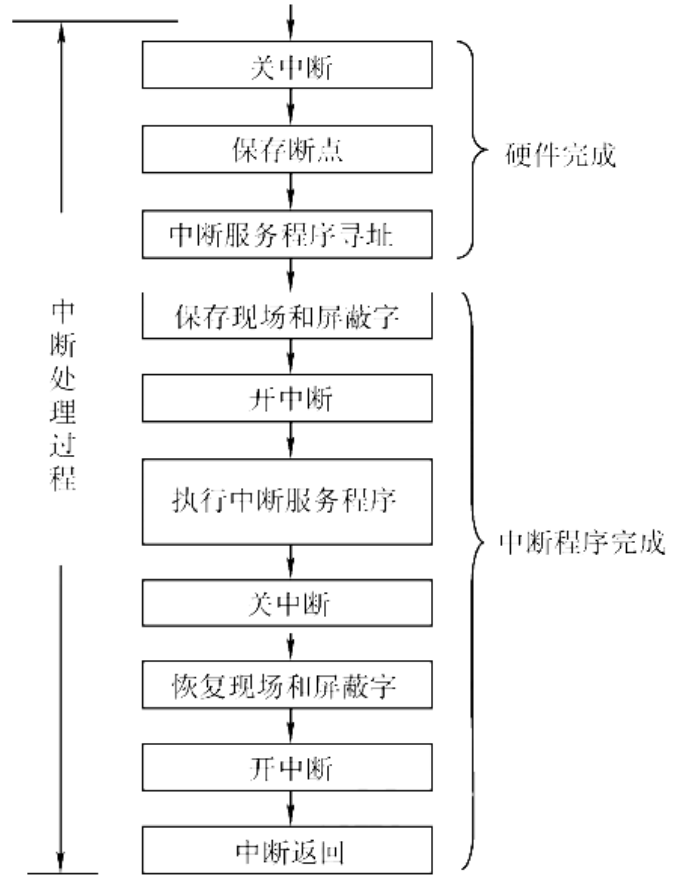 关中断
保存断点
中断服务程序寻址
硬件完成
保存现场和屏蔽字
开中断
执行中断服务程序
关中断
恢复现场和屏蔽字
开中断
中断返回
中断程序完成
中断处理过程